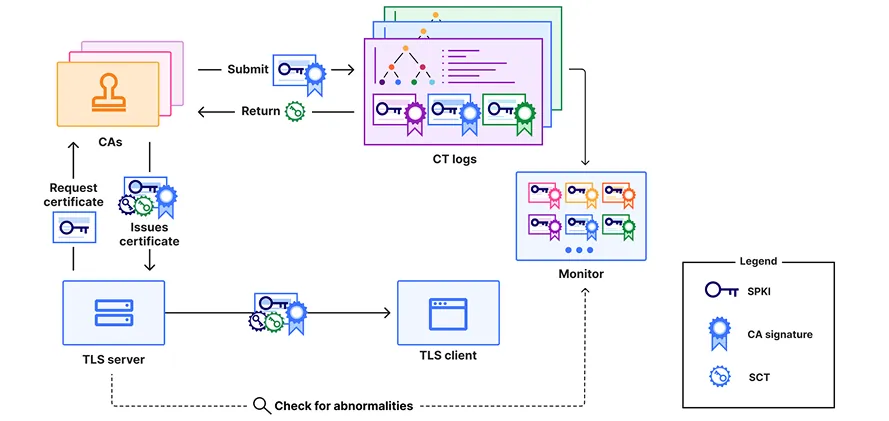 Submit
Return
CAs
CT logs
Request
certificate
Issues
certificate
Monitor
TLS server
TLS client
Check for abnormalities
Legend
SPKI
CA signature
SCT